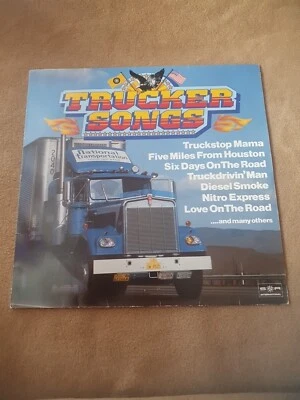 TRUCKER
SONGS
Truckstop Mama
Five Miles From Houston
Six Days On The Road
Truckdrivin' Man
Diesel Smoke
Nitro Express
Love On The Road
....and many others
National
Transportation